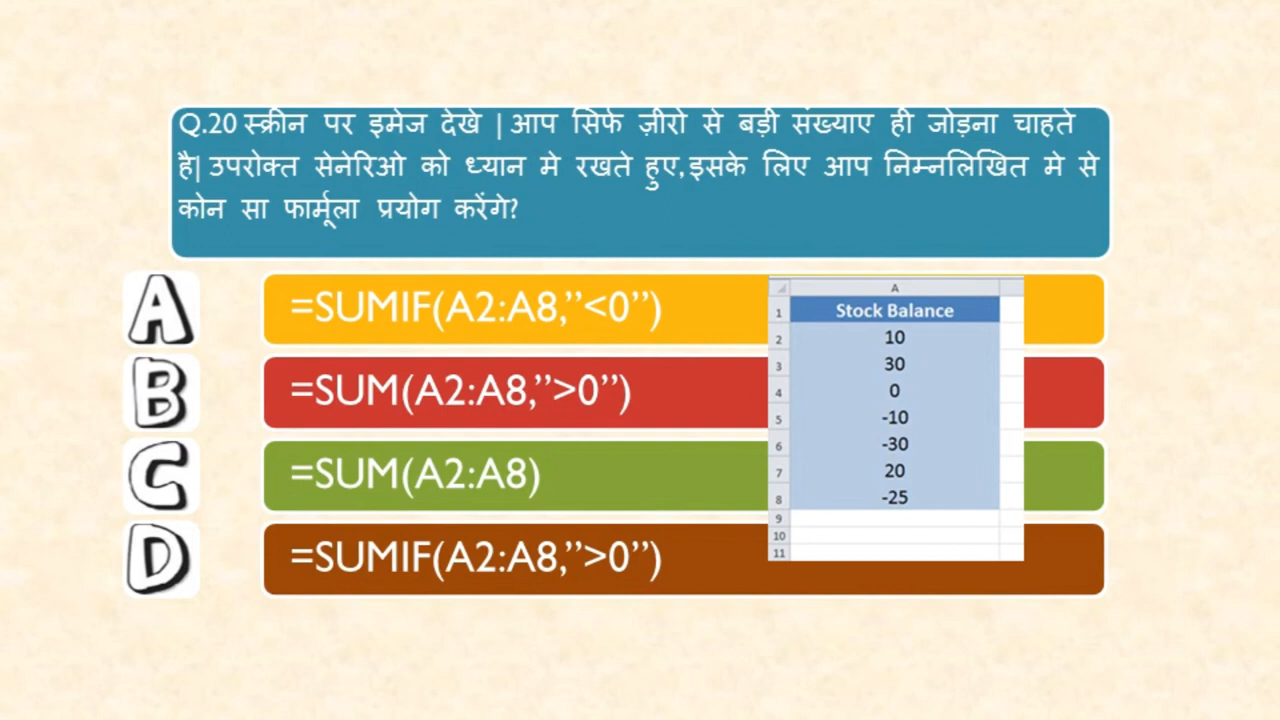 Q.20 स्क्रीन पर इमेज देखे | आप सिर्फ ज़ीरो से बड़ी संख्याए ही जोड़ना चाहते
है| उपरोक्त सेनेरिओ को ध्यान मे रखते हुए,इसके लिए आप निम्नलिखित मे से
कोन सा फार्मूला प्रयोग करेंगे?
A
=SUMIF(A2:A8,”<0”)
B
=SUM(A2:A8,”>0”)
C
=SUM(A2:A8)
D
=SUMIF(A2:A8,”>0”)
A
1 Stock Balance
2 10
3 30
4 0
5 -10
6 -30
7 20
8 -25
9
10
11